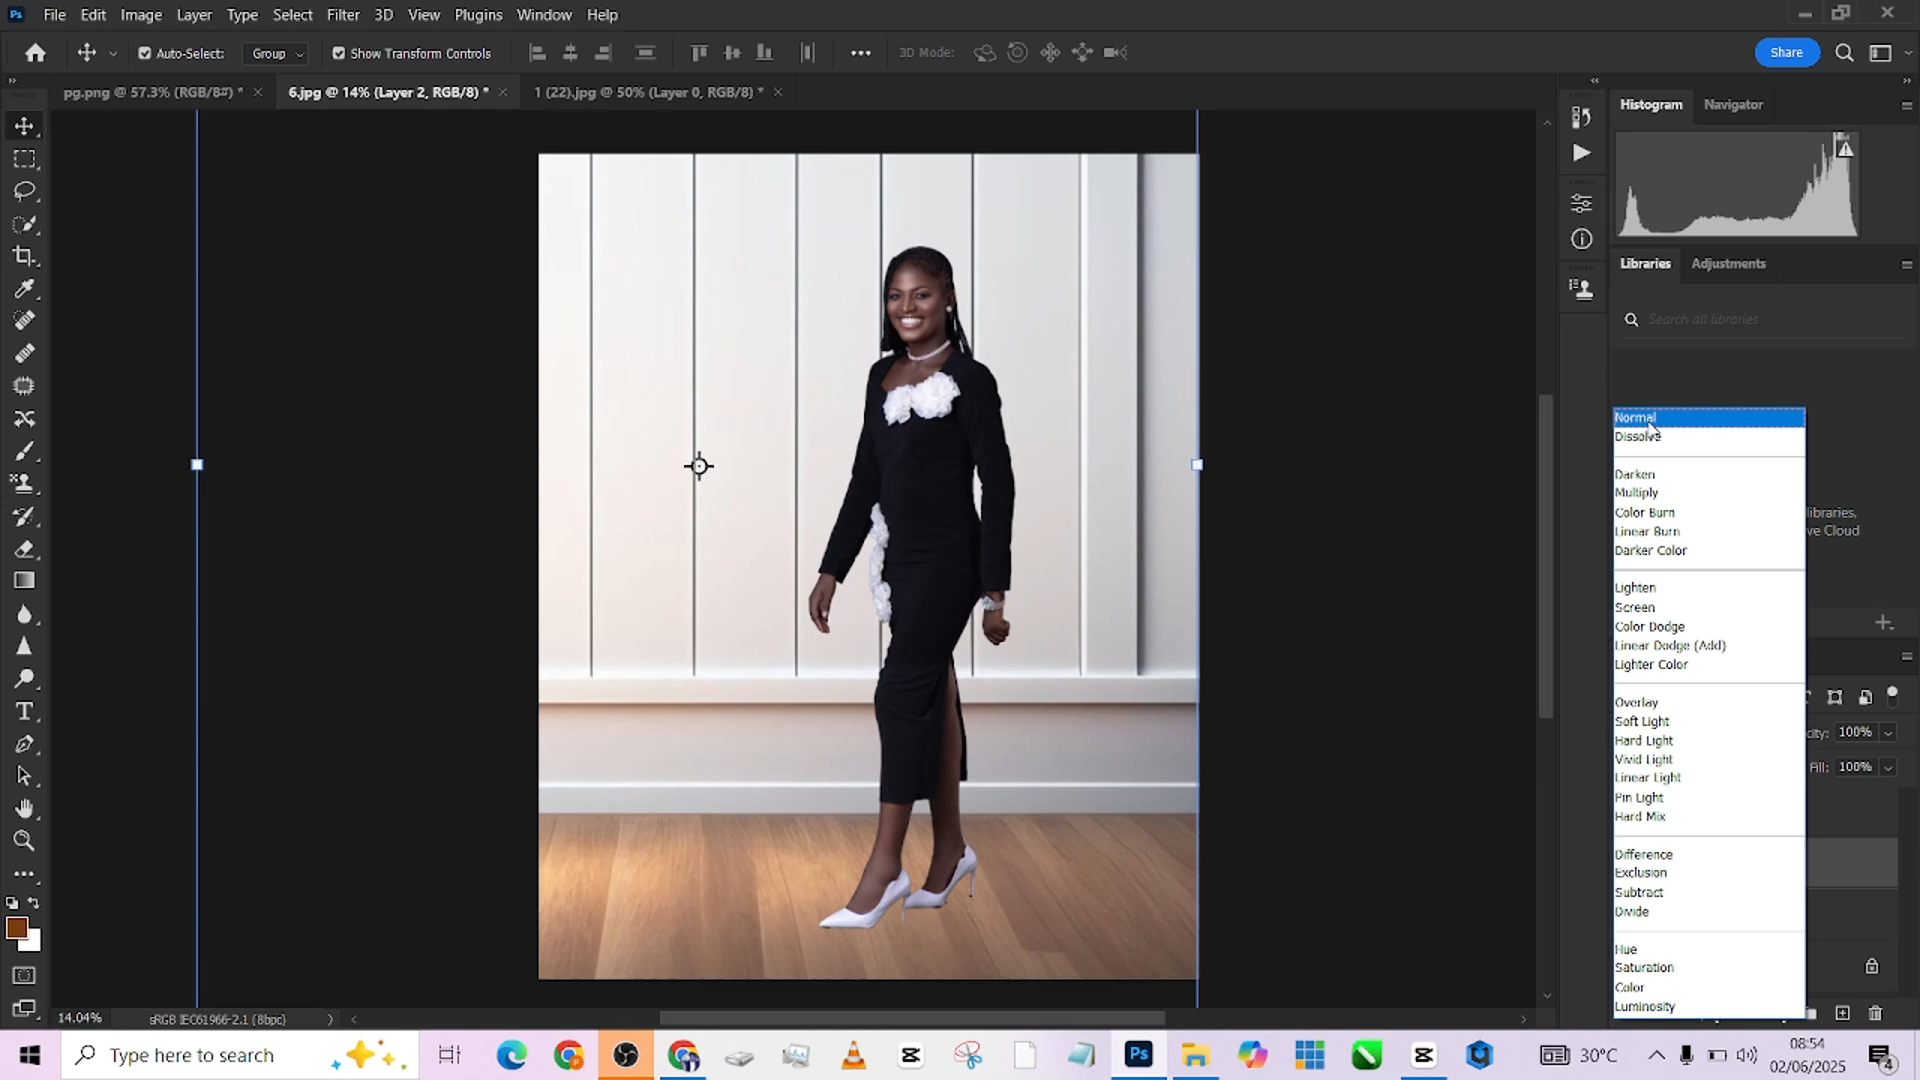 Ps File Edit Image Layer Type Select Filter 3D View Plugins Window Help
Auto-Select: Group Show Transform Controls 3D Mode: Share
pg.png @ 57.3% (RGB/8#) * 6.jpg @ 14% (Layer 2, RGB/8) * 1 (22).jpg @ 50% (Layer 0, RGB/8) *
Histogram Navigator
Libraries Adjustments
Search all libraries
Normal
Dissolve
Darken
Multiply
Color Burn
libraries,
Linear Burn
ve Cloud
Darker Color
Lighten
Screen
Color Dodge
Linear Dodge (Add)
Lighter Color
Overlay
Soft Light
Hard Light
city: 100%
Vivid Light
Fill: 100%
Linear Light
Pin Light
Hard Mix
Difference
Exclusion
Subtract
Divide
Hue
Saturation
Color
Luminosity
14.04% sRGB IEC61966-2.1 (8bpc)
Type here to search
Ps
30°C
08:54
02/06/2025
4